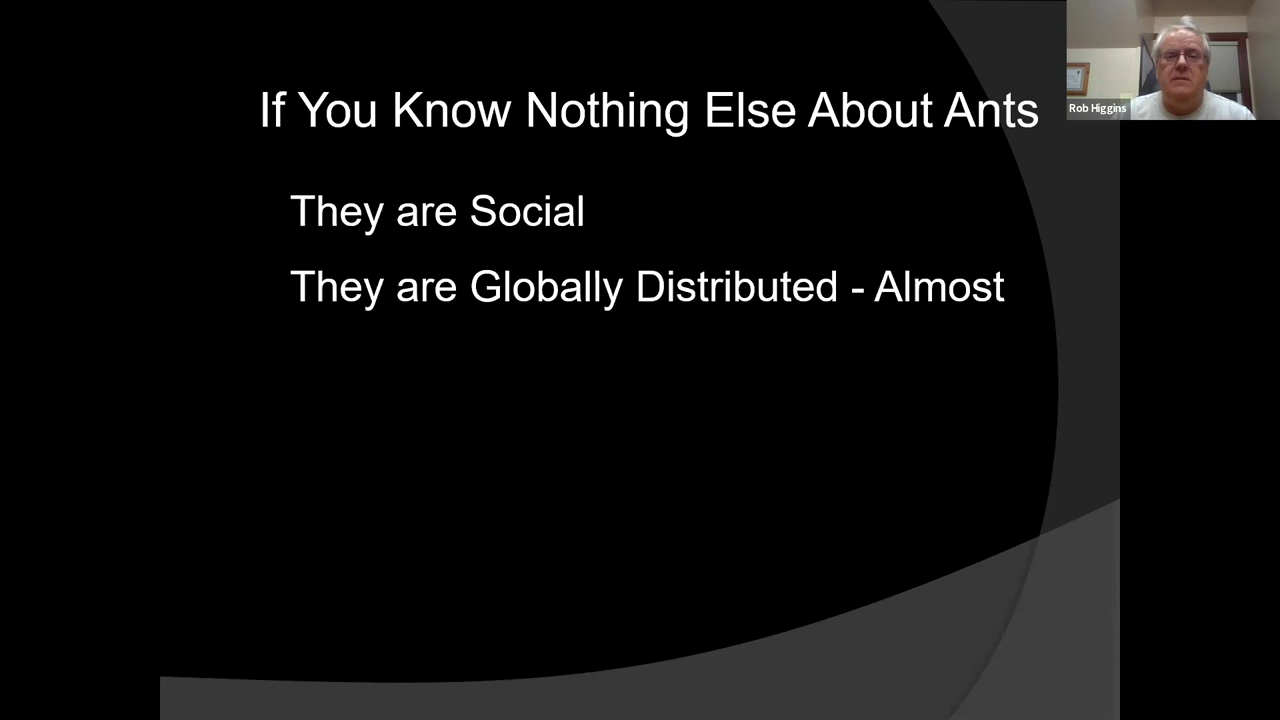 If You Know Nothing Else About Ants
Rob Higgins
They are Social
They are Globally Distributed - Almost